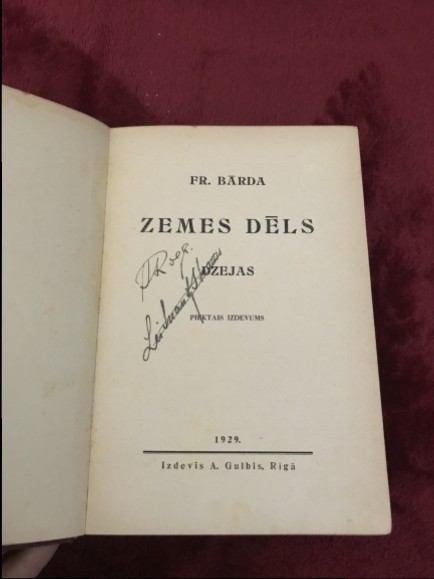 FR. BĀRDA
ZEMES DĒLS
DZEJAS
PIEKTAIS IZDEVUMS
1929.
Izdevis A. Gulbis, Rīgā